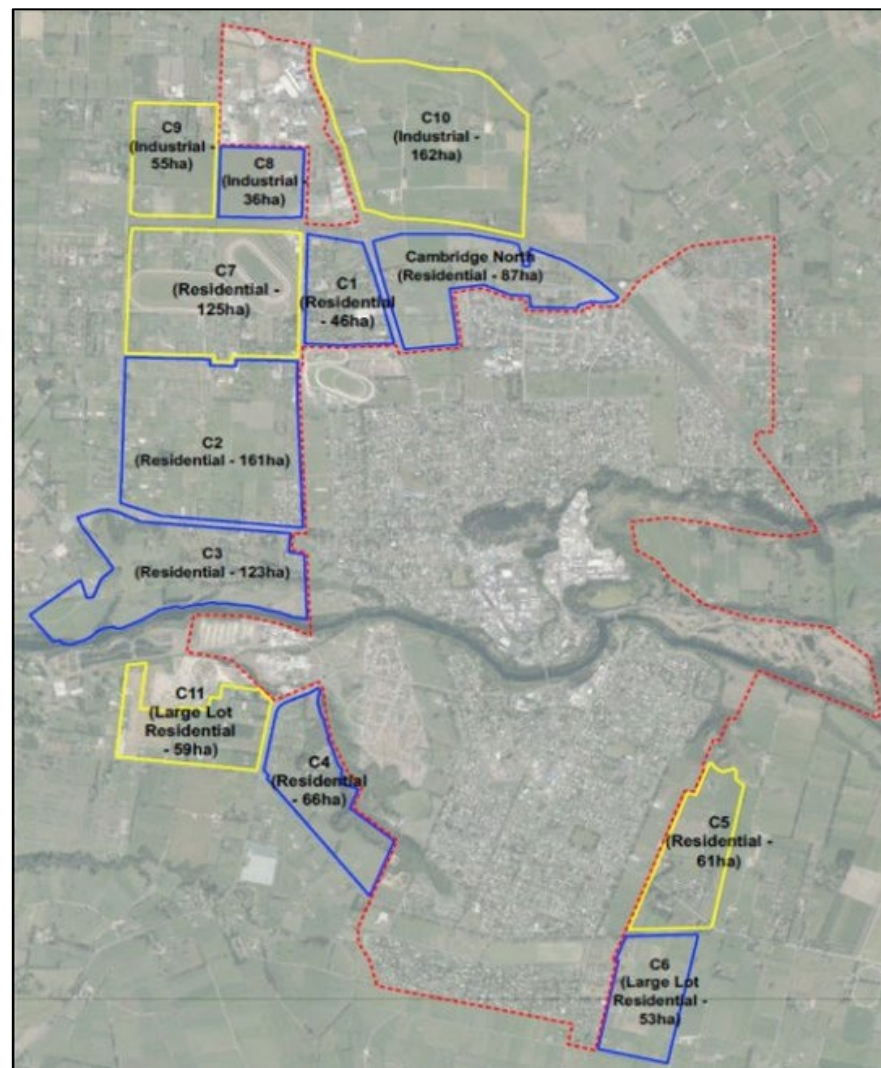 C10
(Industrial -
162ha)
C9
(Industrial -
55ha)
C8
(Industrial -
36ha)
Cambridge North
(Residential - 87ha)
C7
(Residential -
125ha)
C1
(Residential
- 46ha)
C2
(Residential - 161ha)
C3
(Residential - 123ha)
C11
(Large Lot
Residential
- 59ha)
C4
(Residential
- 66ha)
C5
(Residential -
61ha)
C6
(Large Lot
Residential -
53ha)